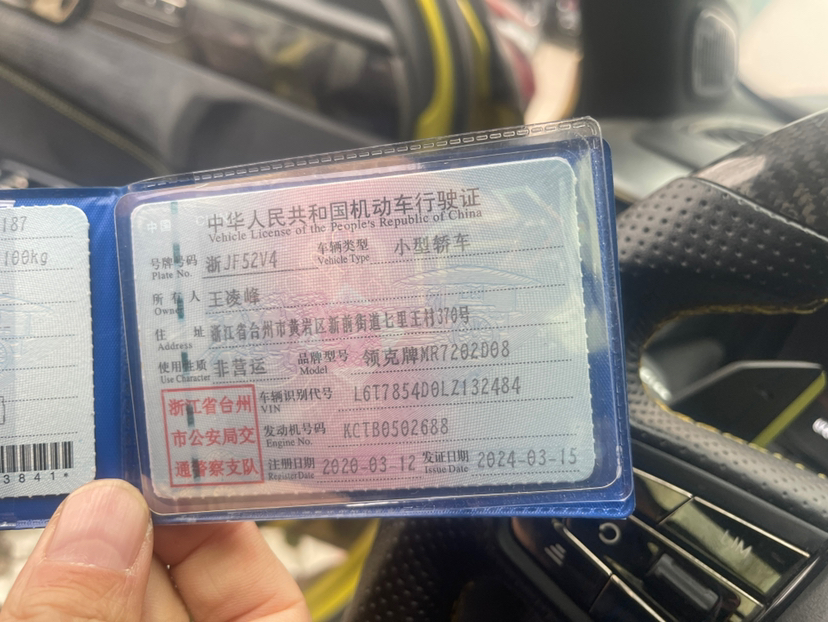 187
100kg
3841*
中国
中华人民共和国机动车行驶证
Vehicle License of the People's Republic of China
号牌号码 Plate No. 浙JF52V4 车辆类型 Vehicle Type 小型轿车
所有人 Owner 王凌峰
住址 Address 浙江省台州市黄岩区新前街道七里王村370号
使用性质 Use Character 非营运 品牌型号 Model 领克牌MR7202D08
车辆识别代号 VIN L6T7854D0LZ132484
发动机号码 Engine No. KCTB0502688
注册日期 Register Date 2020-03-12 发证日期 Issue Date 2024-03-15
浙江省台州
市公安局交
通警察支队